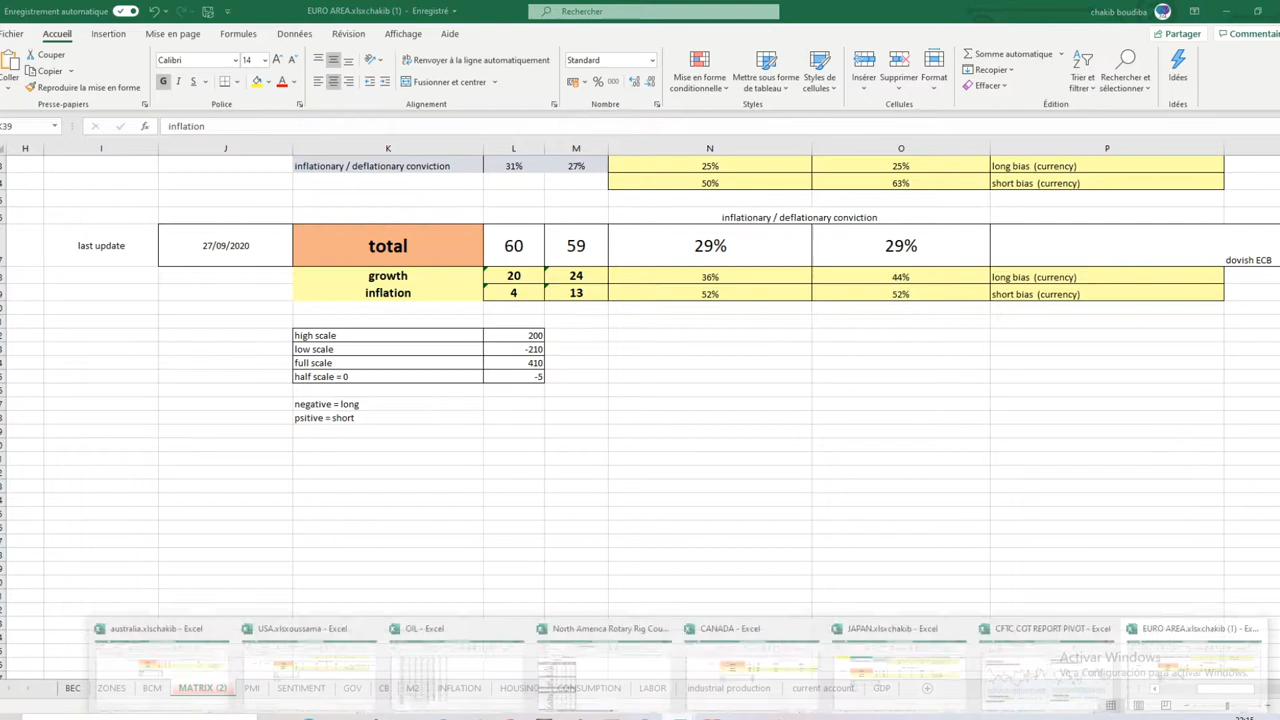 Enregistrement automatique EURO AREA.xlsxchakib (1) - Enregistré Rechercher chakib boudiba
Fichier Accueil Insertion Mise en page Formules Données Révision Affichage Aide Partager Commentai
Coller Couper Calibri 14 Renvoyer à la ligne automatiquement Standard Somme automatique
Copier Mise en forme conditionnelle Mettre sous forme de tableau Styles de cellules Insérer Supprimer Format Recopier Trier et filtrer Rechercher et sélectionner Idées
Reproduire la mise en forme G I S Fusionner et centrer % 000 Effacer
Presse-papiers Police Alignement Nombre Styles Cellules Édition Idées
K39 fx inflation
H I J K L M N O P
inflationary / deflationary conviction 31% 27% 25% 25% long bias (currency)
50% 63% short bias (currency)
inflationary / deflationary conviction
last update 27/09/2020 total 60 59 29% 29% dovish ECB
growth 20 24 36% 44% long bias (currency)
inflation 4 13 52% 52% short bias (currency)
high scale 200
low scale -210
full scale 410
half scale = 0 -5
negative = long
psitive = short
australia.xlschakib - Excel USA.xlsxoussama - Excel OIL - Excel North America Rotary Rig Cou... CANADA - Excel JAPAN.xlsxchakib - Excel CFTC COT REPORT PIVOT - Excel EURO AREA.xlsxchakib (1) - Ex...
Activar Windows
Ve a Configuración para activar Windows.
BEC ZONES BCM MATRIX (2) PMI SENTIMENT GOV CB M2 INFLATION HOUSING CONSUMPTION LABOR industrial production current account GDP